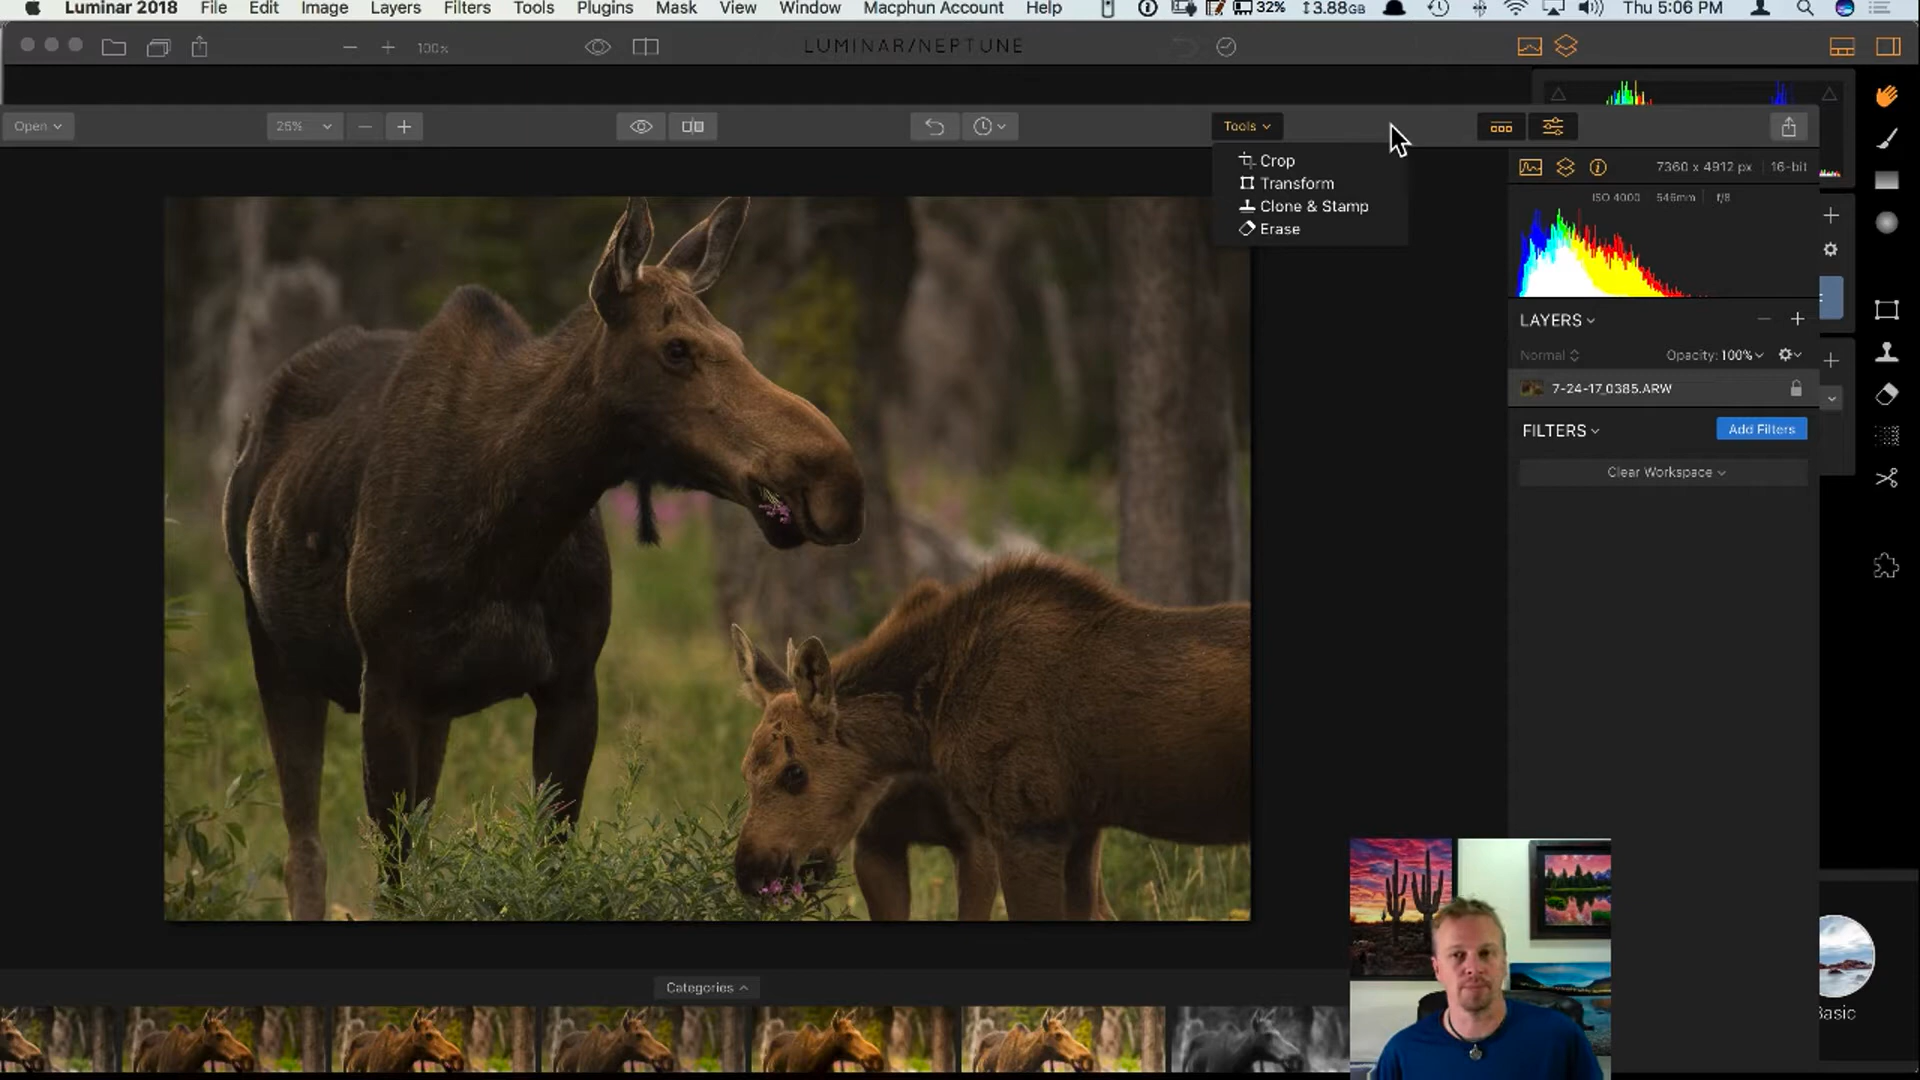 Luminar 2018 File Edit Image Layers Filters Tools Plugins Mask View Window Macphun Account Help 32% 3.88GB Thu 5:06 PM
100%
LUMINAR/NEPTUNE
Open
25%
Tools
Crop
Transform
Clone & Stamp
Erase
7360 x 4912 px 16-bit
ISO 4000 546mm f/8
LAYERS
Normal Opacity: 100%
7-24-17_0385.ARW
FILTERS Add Filters
Clear Workspace
Categories
Basic